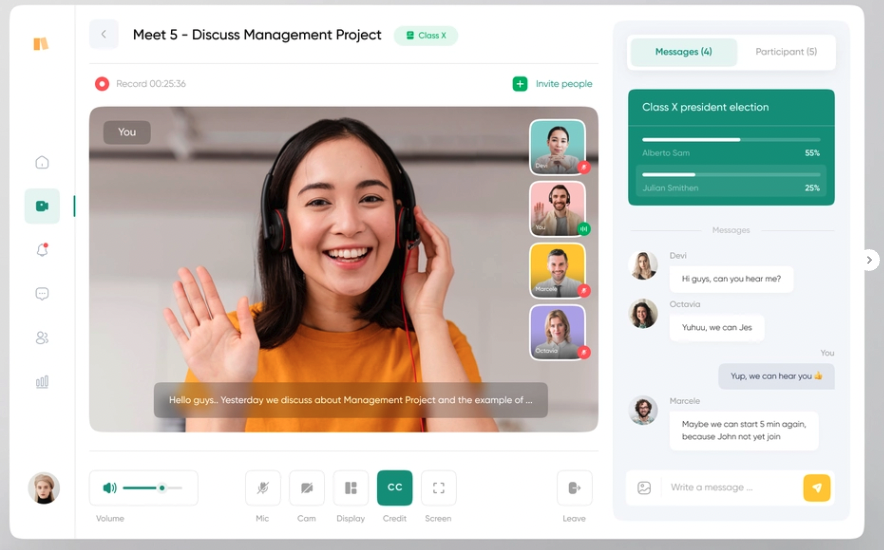 Meet 5 - Discuss Management Project
Class X
Record 00:25:36
Invite people
You
Devi
You
Marcele
Octavia
Hello guys.. Yesterday we discuss about Management Project and the example of ...
Volume
Mic
Cam
Display
CC
Credit
Screen
Leave
Messages (4)
Participant (5)
Class X president election
Alberto Sam 55%
Julian Smithen 25%
Messages
Devi
Hi guys, can you hear me?
Octavia
Yuhuu, we can Jes
You
Yup, we can hear you 👍
Marcele
Maybe we can start 5 min again,
because John not yet join
Write a message ...